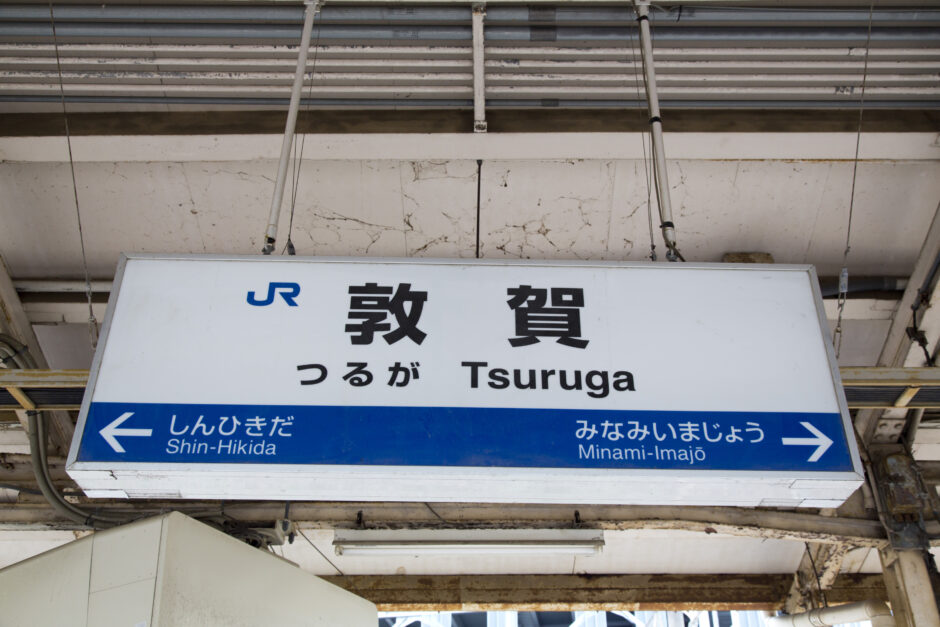 JR 敦賀
つるが Tsuruga
← しんひきだ みなみいまじょう →
Shin-Hikida Minami-Imajō